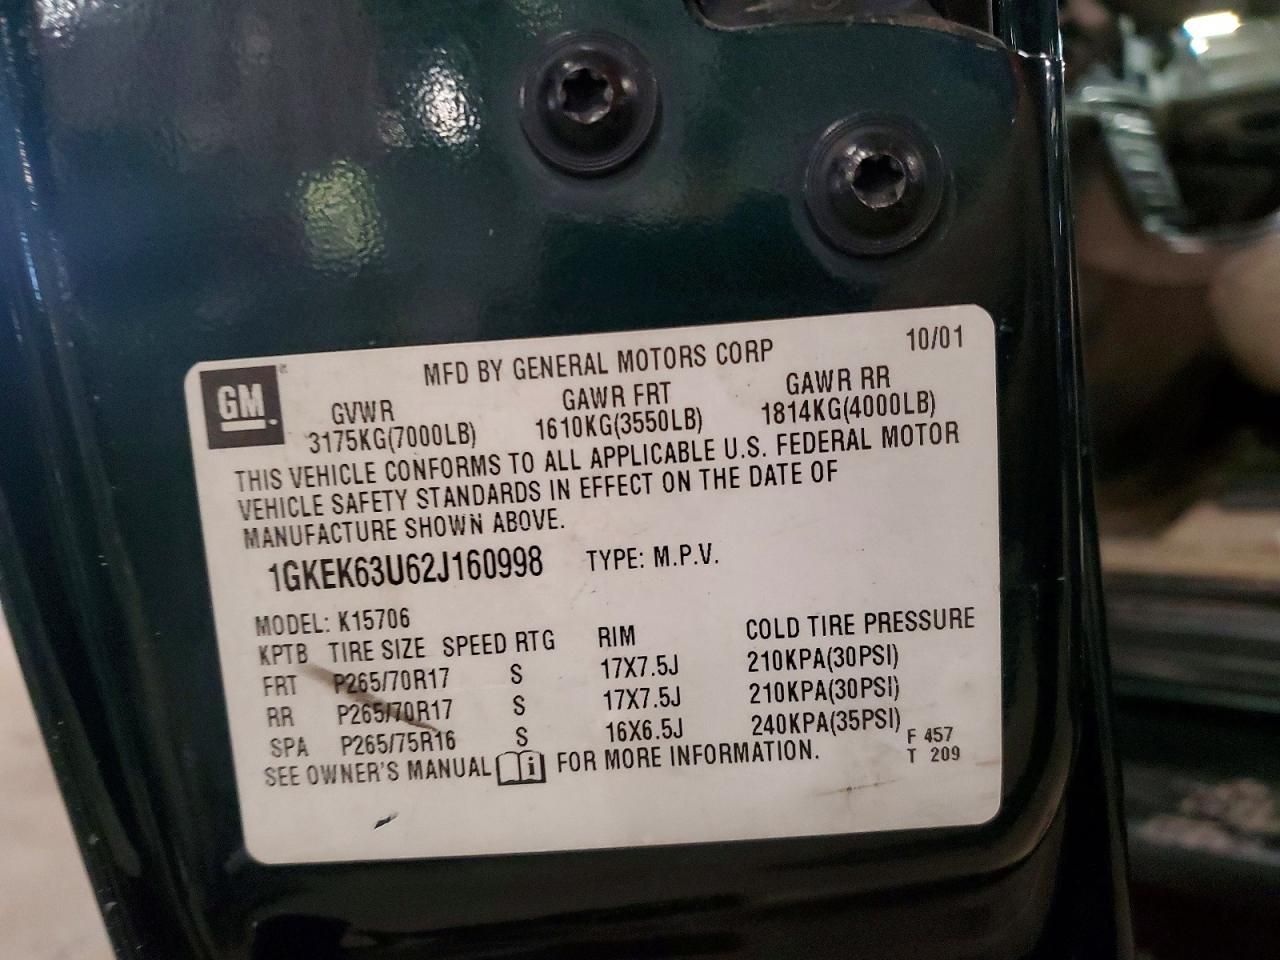 GM
MFD BY GENERAL MOTORS CORP 10/01
GVWR GAWR FRT GAWR RR
3175KG(7000LB) 1610KG(3550LB) 1814KG(4000LB)
THIS VEHICLE CONFORMS TO ALL APPLICABLE U.S. FEDERAL MOTOR
VEHICLE SAFETY STANDARDS IN EFFECT ON THE DATE OF
MANUFACTURE SHOWN ABOVE.
1GKEK63U62J160998 TYPE: M.P.V.
MODEL: K15706
KPTB TIRE SIZE SPEED RTG RIM COLD TIRE PRESSURE
FRT P265/70R17 S 17X7.5J 210KPA(30PSI)
RR P265/70R17 S 17X7.5J 210KPA(30PSI)
SPA P265/75R16 S 16X6.5J 240KPA(35PSI)
SEE OWNER'S MANUAL i FOR MORE INFORMATION.
F 457
T 209